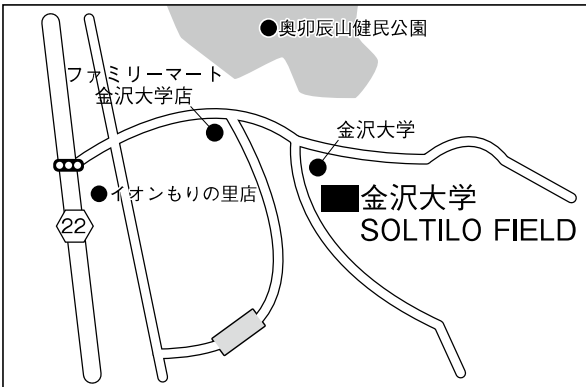 奥卯辰山健民公園
ファミリーマート
金沢大学店
金沢大学
イオンもりの里店
金沢大学
SOLTILO FIELD
22